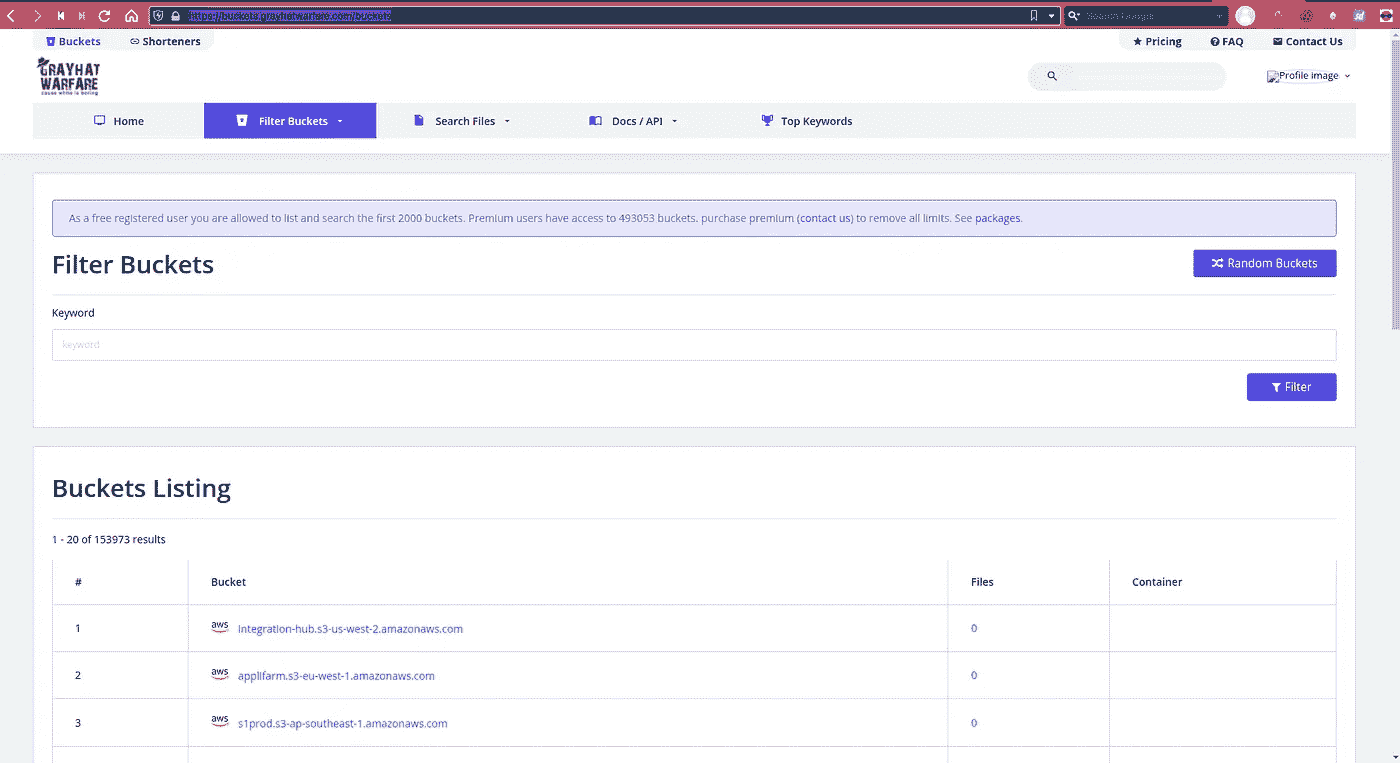 https://buckets.grayhatwarfare.com/buckets
Search Google
Buckets Shorteners Pricing FAQ Contact Us
GRAYHAT
WARFARE
Profile image
Home Filter Buckets Search Files Docs / API Top Keywords
As a free registered user you are allowed to list and search the first 2000 buckets. Premium users have access to 493053 buckets. purchase premium (contact us) to remove all limits. See packages.
Filter Buckets Random Buckets
Keyword
keyword
Filter
Buckets Listing
1 - 20 of 153973 results
# Bucket Files Container
1 aws integration-hub.s3-us-west-2.amazonaws.com 0
2 aws applifarm.s3-eu-west-1.amazonaws.com 0
3 aws s1prod.s3-ap-southeast-1.amazonaws.com 0